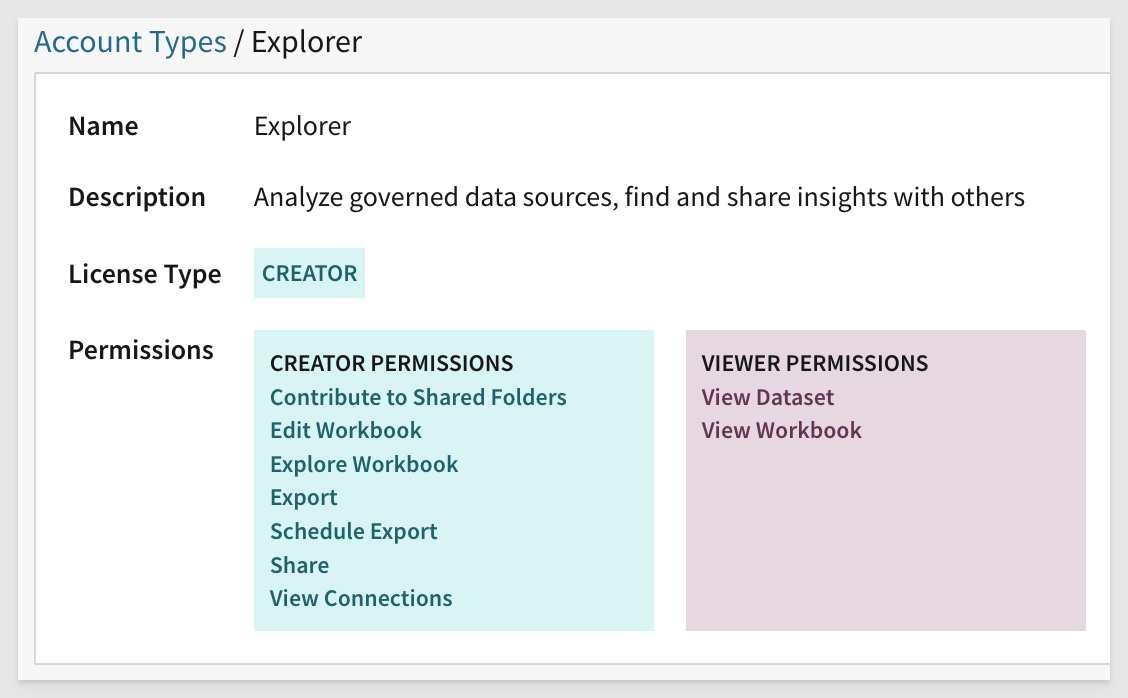 Account Types / Explorer
Name Explorer
Description Analyze governed data sources, find and share insights with others
License Type CREATOR
Permissions
CREATOR PERMISSIONS
Contribute to Shared Folders
Edit Workbook
Explore Workbook
Export
Schedule Export
Share
View Connections
VIEWER PERMISSIONS
View Dataset
View Workbook